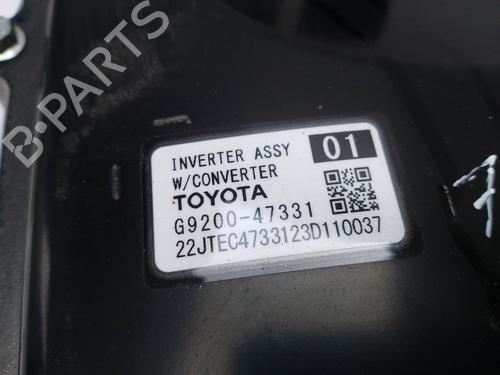 INVERTER ASSY 01
W/CONVERTER
TOYOTA
G9200-47331
22JTEC4733123D110037
B-PARTS